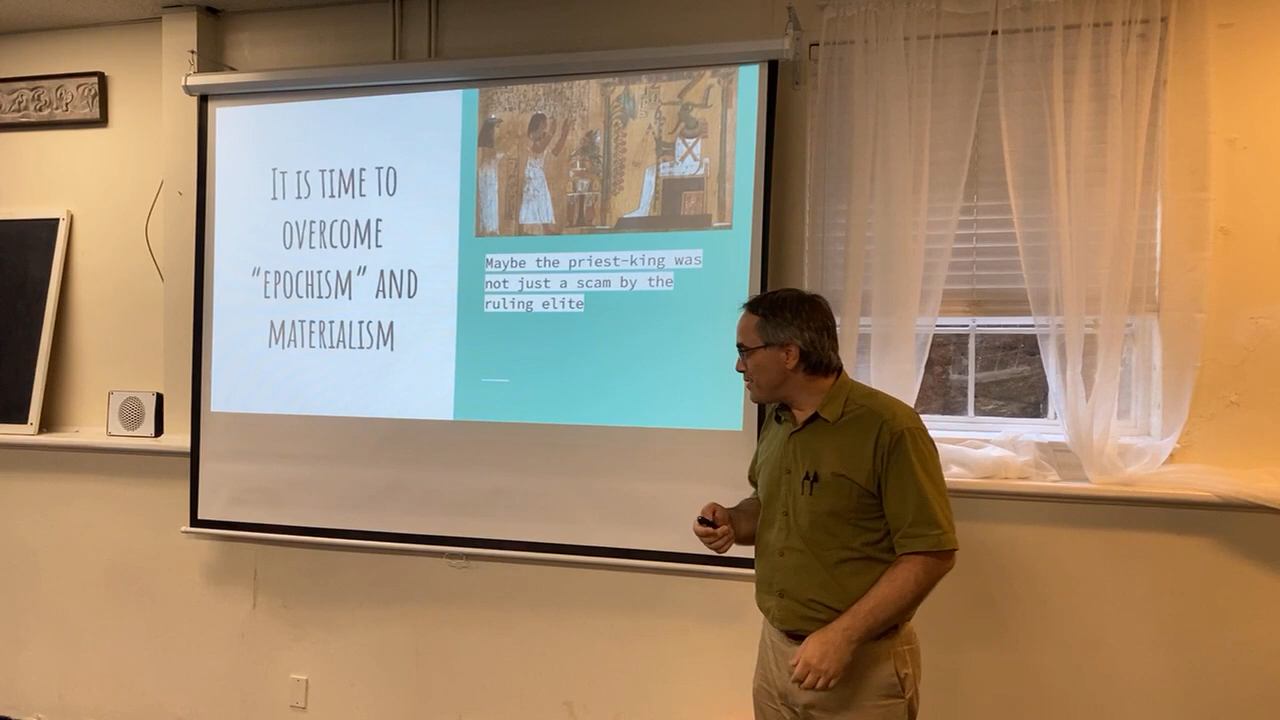 IT IS TIME TO
OVERCOME
“EPOCHISM” AND
MATERIALISM
Maybe the priest-king was
not just a scam by the
ruling elite